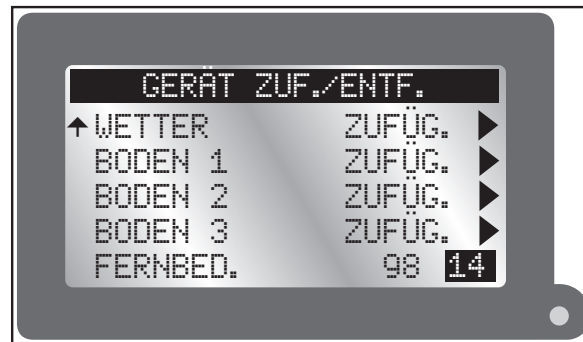 GERÄT ZUF./ENTF.
WETTER ZUFÜG.
BODEN 1 ZUFÜG.
BODEN 2 ZUFÜG.
BODEN 3 ZUFÜG.
FERNBED. 98 14